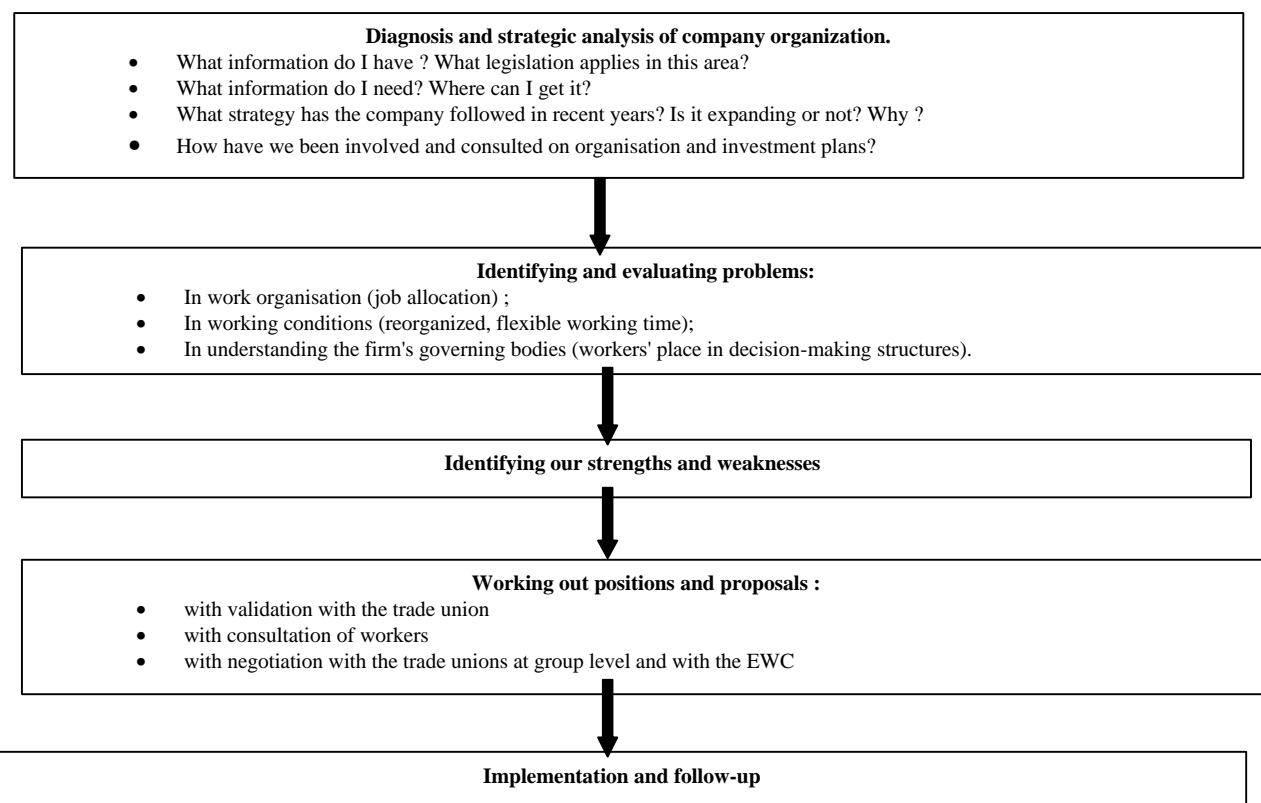 Diagnosis and strategic analysis of company organization.
• What information do I have ? What legislation applies in this area?
• What information do I need? Where can I get it?
• What strategy has the company followed in recent years? Is it expanding or not? Why ?
• How have we been involved and consulted on organisation and investment plans?
Identifying and evaluating problems:
• In work organisation (job allocation) ;
• In working conditions (reorganized, flexible working time);
• In understanding the firm's governing bodies (workers' place in decision-making structures).
Identifying our strengths and weaknesses
Working out positions and proposals :
• with validation with the trade union
• with consultation of workers
• with negotiation with the trade unions at group level and with the EWC
Implementation and follow-up